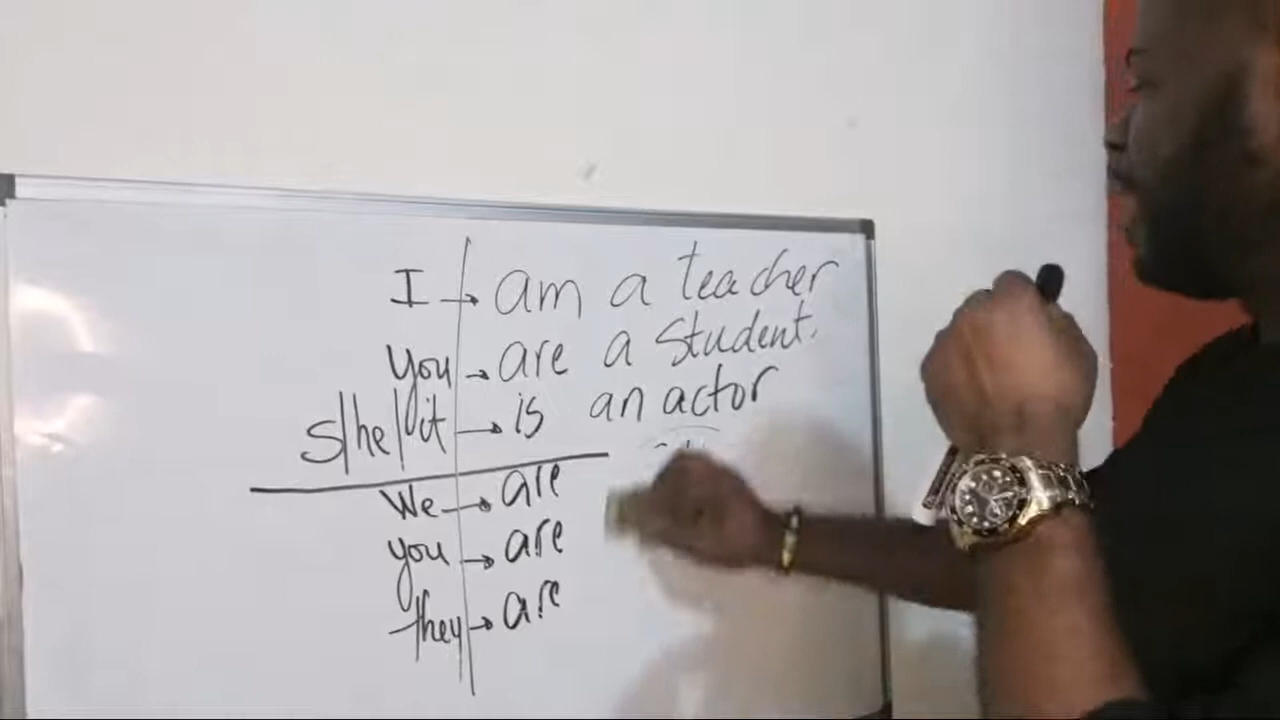 I → am a teacher
you → are a student.
s/he/it → is an actor
We → are
you → are
they → are